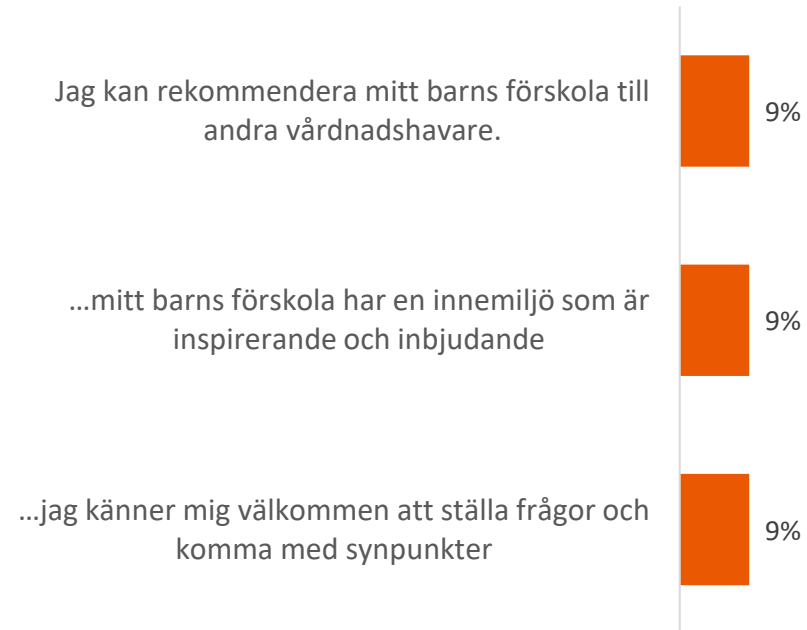 Jag kan rekommendera mitt barns förskola till
andra vårdnadshavare.
9%
...mitt barns förskola har en innemiljö som är
inspirerande och inbjudande
9%
...jag känner mig välkommen att ställa frågor och
komma med synpunkter
9%